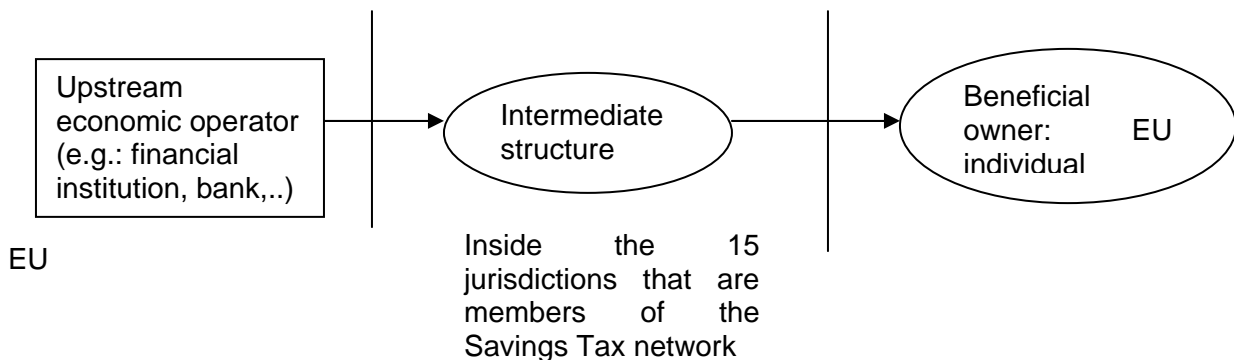 Upstream
economic operator
(e.g.: financial
institution, bank,..)
EU
Intermediate
structure
Inside the 15
jurisdictions that are
members of the
Savings Tax network
Beneficial
owner: EU
individual